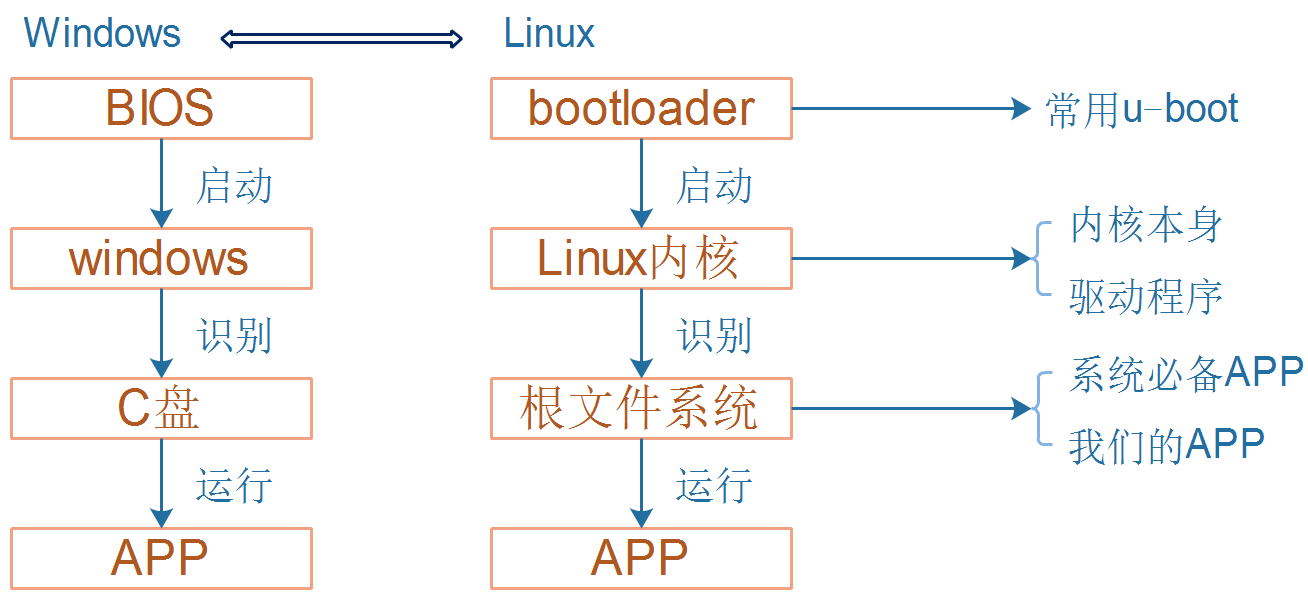 Windows
Linux
BIOS
bootloader
常用u-boot
启动
启动
windows
Linux内核
内核本身
驱动程序
识别
识别
C盘
根文件系统
系统必备APP
我们的APP
运行
运行
APP
APP